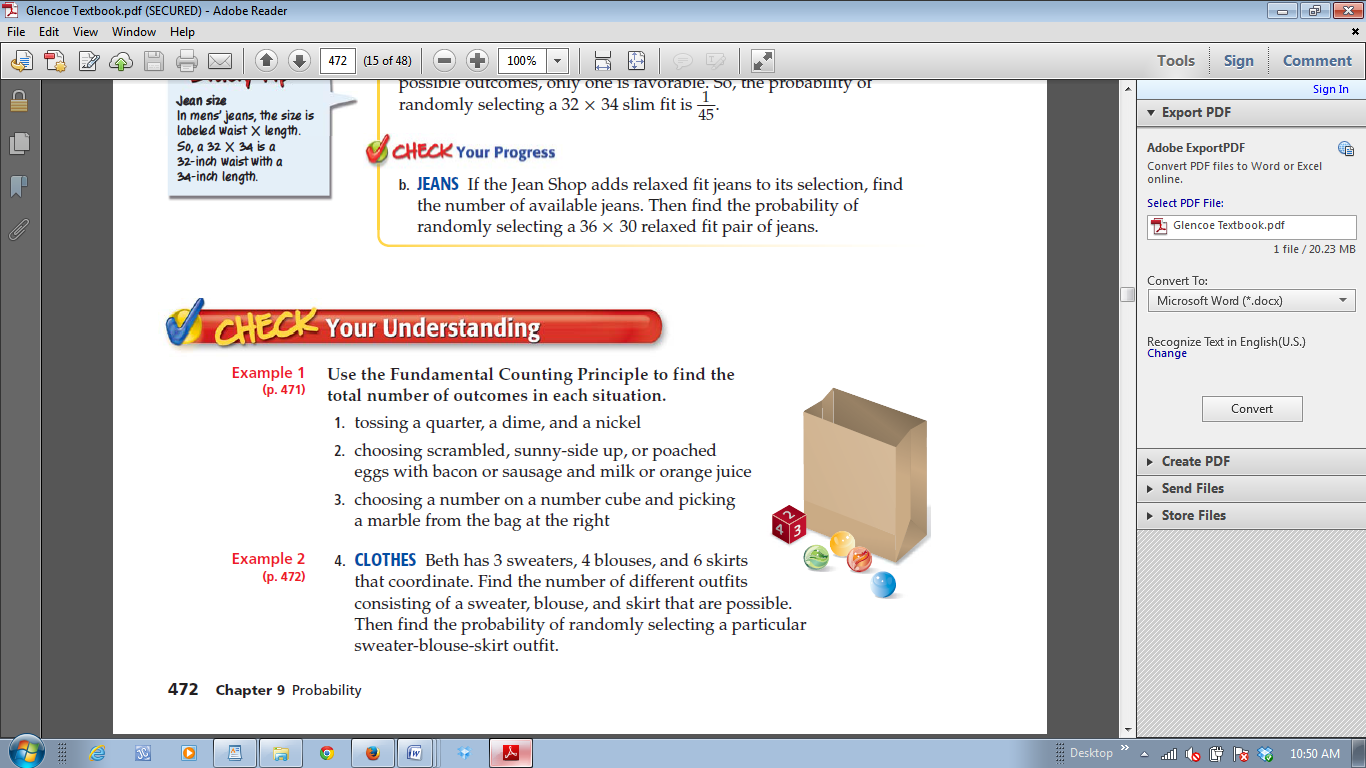 Glencoe Textbook.pdf (SECURED) - Adobe Reader
File Edit View Window Help
472 (15 of 48) 100% Tools Sign Comment
Sign In
Export PDF
Adobe ExportPDF
Convert PDF files to Word or Excel
online.
Select PDF File:
Glencoe Textbook.pdf
1 file / 20.23 MB
Convert To:
Microsoft Word (*.docx)
Recognize Text in English(U.S.)
Change
Convert
Create PDF
Send Files
Store Files
Jean size
In mens' jeans, the size is
labeled waist X length.
So, a 32 X 34 is a
32-inch waist with a
34-inch length.
possible outcomes, only one is favorable. So, the probability of
randomly selecting a 32 × 34 slim fit is 1/45.
CHECK Your Progress
b. JEANS If the Jean Shop adds relaxed fit jeans to its selection, find
the number of available jeans. Then find the probability of
randomly selecting a 36 × 30 relaxed fit pair of jeans.
CHECK Your Understanding
Example 1
(p. 471)
Use the Fundamental Counting Principle to find the
total number of outcomes in each situation.
1. tossing a quarter, a dime, and a nickel
2. choosing scrambled, sunny-side up, or poached
eggs with bacon or sausage and milk or orange juice
3. choosing a number on a number cube and picking
a marble from the bag at the right
2
4 3
Example 2
(p. 472)
4. CLOTHES Beth has 3 sweaters, 4 blouses, and 6 skirts
that coordinate. Find the number of different outfits
consisting of a sweater, blouse, and skirt that are possible.
Then find the probability of randomly selecting a particular
sweater-blouse-skirt outfit.
472 Chapter 9 Probability
Desktop » 10:50 AM